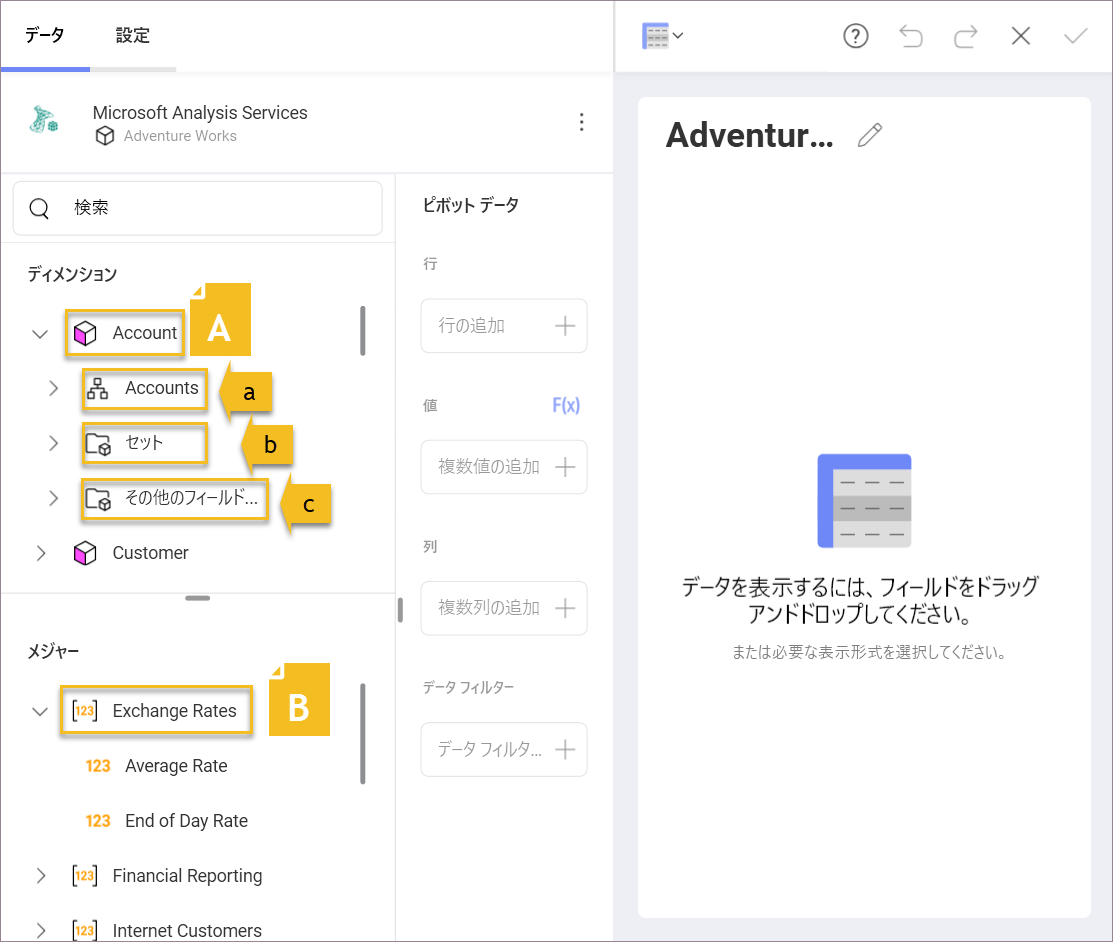 データ
設定
Microsoft Analysis Services
Adventure Works
検索
ディメンション
Account
A
Accounts
a
セット
b
その他のフィールド...
c
Customer
メジャー
Exchange Rates
B
[123]
123
Average Rate
123
End of Day Rate
[123]
Financial Reporting
[123]
Internet Customers
ピボット データ
行
行の追加
値
F(x)
複数値の追加
列
複数列の追加
データ フィルター
データ フィルタ...
?
Adventur...
データを表示するには、フィールドをドラッグ
アンドドロップしてください。
または必要な表示形式を選択してください。